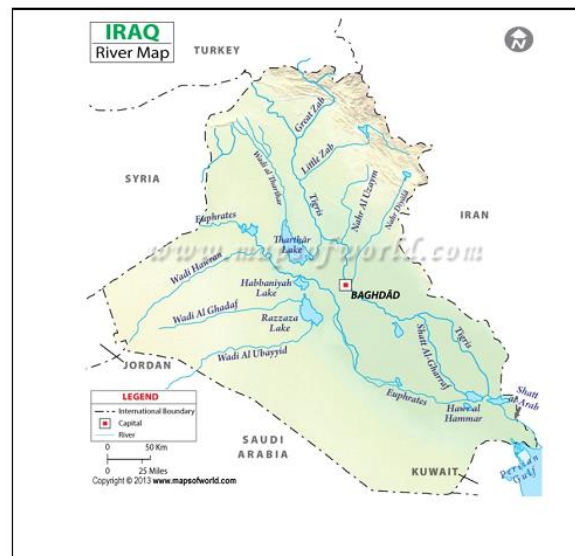 IRAQ
River Map
TURKEY
N
Great Zab
Little Zab
Wadi al Tharthar
SYRIA
Tigris
Nahr Al Uzaym
Nahr Diyálá
IRAN
Euphrates
Tharthâr
Lake
www.mapsofworld.com
Wadi Hawran
Habbaniyah
Lake
BAGHDĀD
Wadi Al Ghadaf
Razzaza
Lake
Wadi Al Ubayyid
Shatt Al-Gharraf
Tigris
JORDAN
Euphrates
Hawr al
Hammar
Shatt
al-Arab
LEGEND
International Boundary
Capital
River
0 50 Km
0 25 Miles
SAUDI
ARABIA
KUWAIT
Persian
Gulf
Copyright © 2013 www.mapsofworld.com